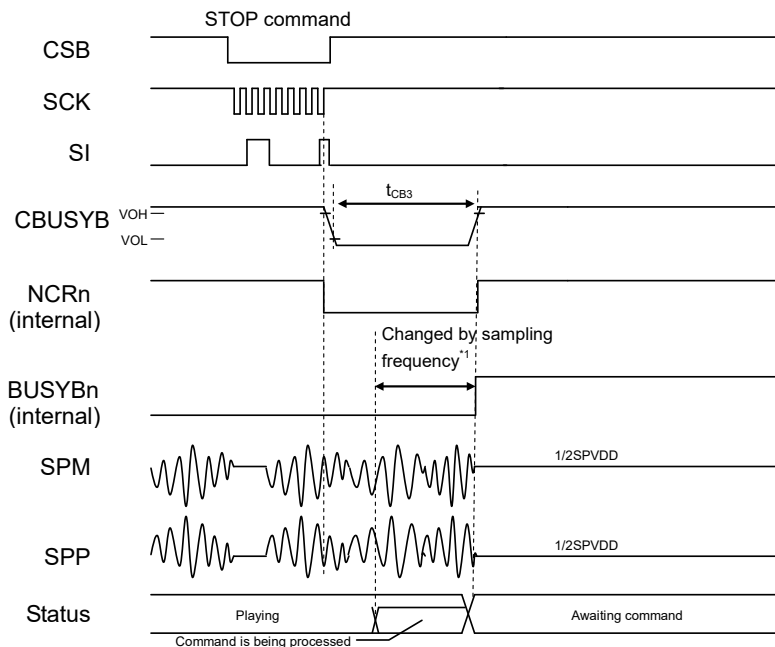 STOP command
CSB
SCK
SI
tCB3
CBUSYB
VOH
VOL
NCRn
(internal)
Changed by sampling
frequency*1
BUSYBn
(internal)
SPM
1/2SPVDD
SPP
1/2SPVDD
Status
Playing
Awaiting command
Command is being processed